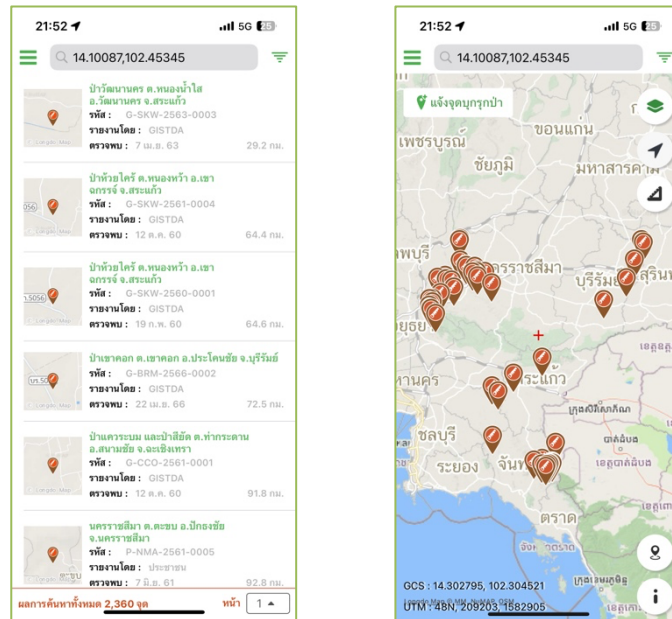 21:52
5G 25
14.10087,102.45345
ป่าวัฒนานคร ต.หนองน้ำใส
อ.วัฒนานคร จ.สระแก้ว
รหัส : G-SKW-2563-0003
รายงานโดย : GISTDA
ตรวจพบ : 7 เม.ย. 63 29.2 กม.
ป่าห้วยไคร้ ต.หนองหว้า อ.เขา
ฉกรรจ์ จ.สระแก้ว
รหัส : G-SKW-2561-0004
รายงานโดย : GISTDA
ตรวจพบ : 12 ต.ค. 60 64.4 กม.
ป่าห้วยไคร้ ต.หนองหว้า อ.เขา
ฉกรรจ์ จ.สระแก้ว
รหัส : G-SKW-2560-0001
รายงานโดย : GISTDA
ตรวจพบ : 19 ก.พ. 60 64.6 กม.
ป่าเขาคอก ต.เขาคอก อ.ประโคนชัย จ.บุรีรัมย์
รหัส : G-BRM-2566-0002
รายงานโดย : GISTDA
ตรวจพบ : 22 เม.ย. 66 72.5 กม.
ป่าแควระบม และป่าสียัด ต.ท่ากระดาน
อ.สนามชัย จ.ฉะเชิงเทรา
รหัส : G-CCO-2561-0001
รายงานโดย : GISTDA
ตรวจพบ : 12 ต.ค. 60 91.8 กม.
นครราชสีมา ต.ตะขบ อ.ปักธงชัย
จ.นครราชสีมา
รหัส : P-NMA-2561-0005
รายงานโดย : ประชาชน
ตรวจพบ : 7 มิ.ย. 61 92.8 กม.
ผลการค้นหาทั้งหมด 2,360 จุด หน้า 1
21:52
5G 25
14.10087,102.45345
แจ้งจุดบุกรุกป่า
ขอนแก่น
เพชรบูรณ์
ชัยภูมิ
มหาสารคาม
บุรีรัมย์
สุรินทร์
ชลบุรี
ระยอง
ตราด
បាត់ដំបង
GCS : 14.302795, 102.304521
UTM : 48N, 209203, 1582905